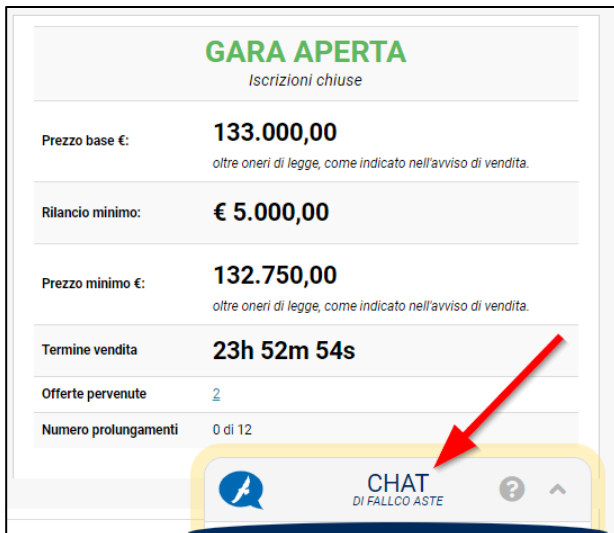 GARA APERTA
Iscrizioni chiuse
Prezzo base €: 133.000,00
oltre oneri di legge, come indicato nell'avviso di vendita.
Rilancio minimo: € 5.000,00
Prezzo minimo €: 132.750,00
oltre oneri di legge, come indicato nell'avviso di vendita.
Termine vendita 23h 52m 54s
Offerte pervenute 2
Numero prolungamenti 0 di 12
CHAT ?
DI FALLCO ASTE